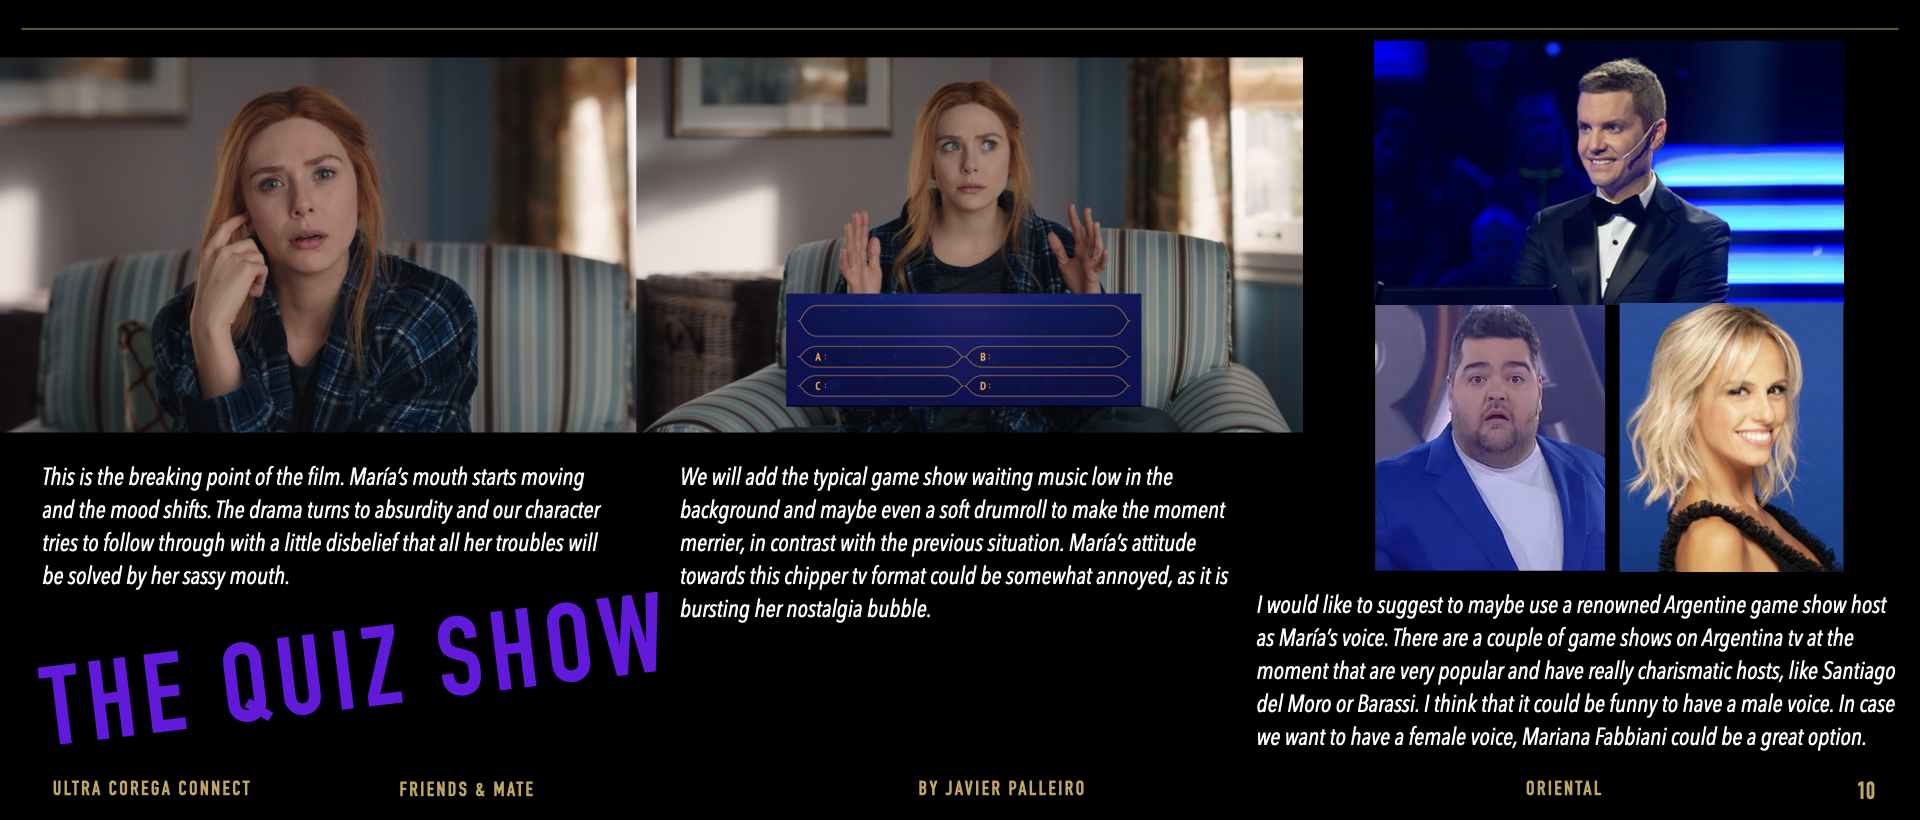 A:
B:
C:
D:
This is the breaking point of the film. María’s mouth starts moving
and the mood shifts. The drama turns to absurdity and our character
tries to follow through with a little disbelief that all her troubles will
be solved by her sassy mouth.
THE QUIZ SHOW
We will add the typical game show waiting music low in the
background and maybe even a soft drumroll to make the moment
merrier, in contrast with the previous situation. María’s attitude
towards this chipper tv format could be somewhat annoyed, as it is
bursting her nostalgia bubble.
I would like to suggest to maybe use a renowned Argentine game show host
as María’s voice. There are a couple of game shows on Argentina tv at the
moment that are very popular and have really charismatic hosts, like Santiago
del Moro or Barassi. I think that it could be funny to have a male voice. In case
we want to have a female voice, Mariana Fabbiani could be a great option.
ULTRA COREGA CONNECT
FRIENDS & MATE
BY JAVIER PALLEIRO
ORIENTAL
10